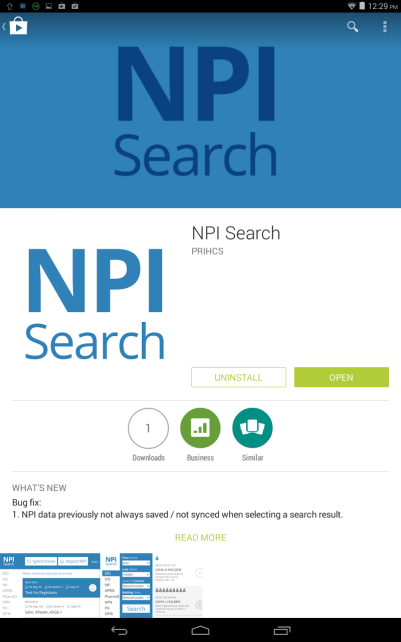 12:29 PM
NPI
Search
NPI Search
PRIHCS
NPI
Search
UNINSTALL
OPEN
1
Downloads
Business
Similar
WHAT'S NEW
Bug fix:
1. NPI data previously not always saved / not synced when selecting a search result.
READ MORE
NPI
Search
NPI
Search
Search